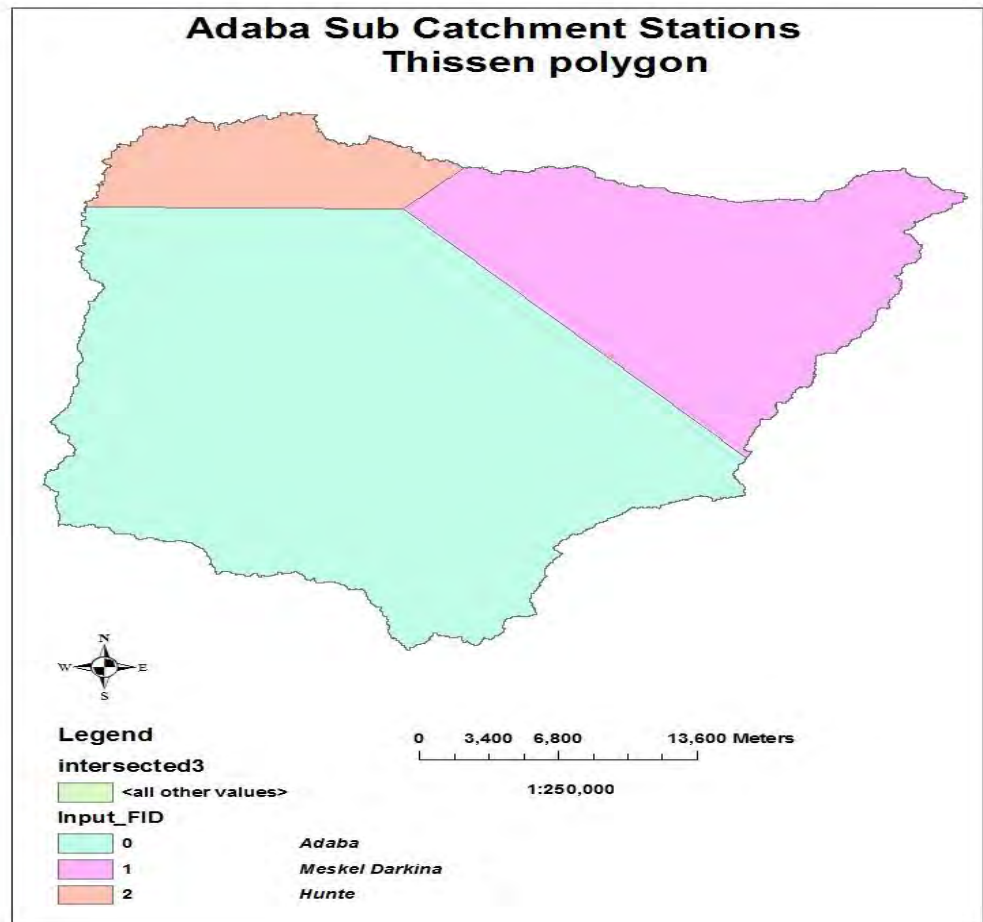 Adaba Sub Catchment Stations
Thissen polygon
N
W E
S
Legend
intersected3
<all other values>
Input_FID
0 Adaba
1 Meskel Darkina
2 Hunte
0 3,400 6,800 13,600 Meters
1:250,000